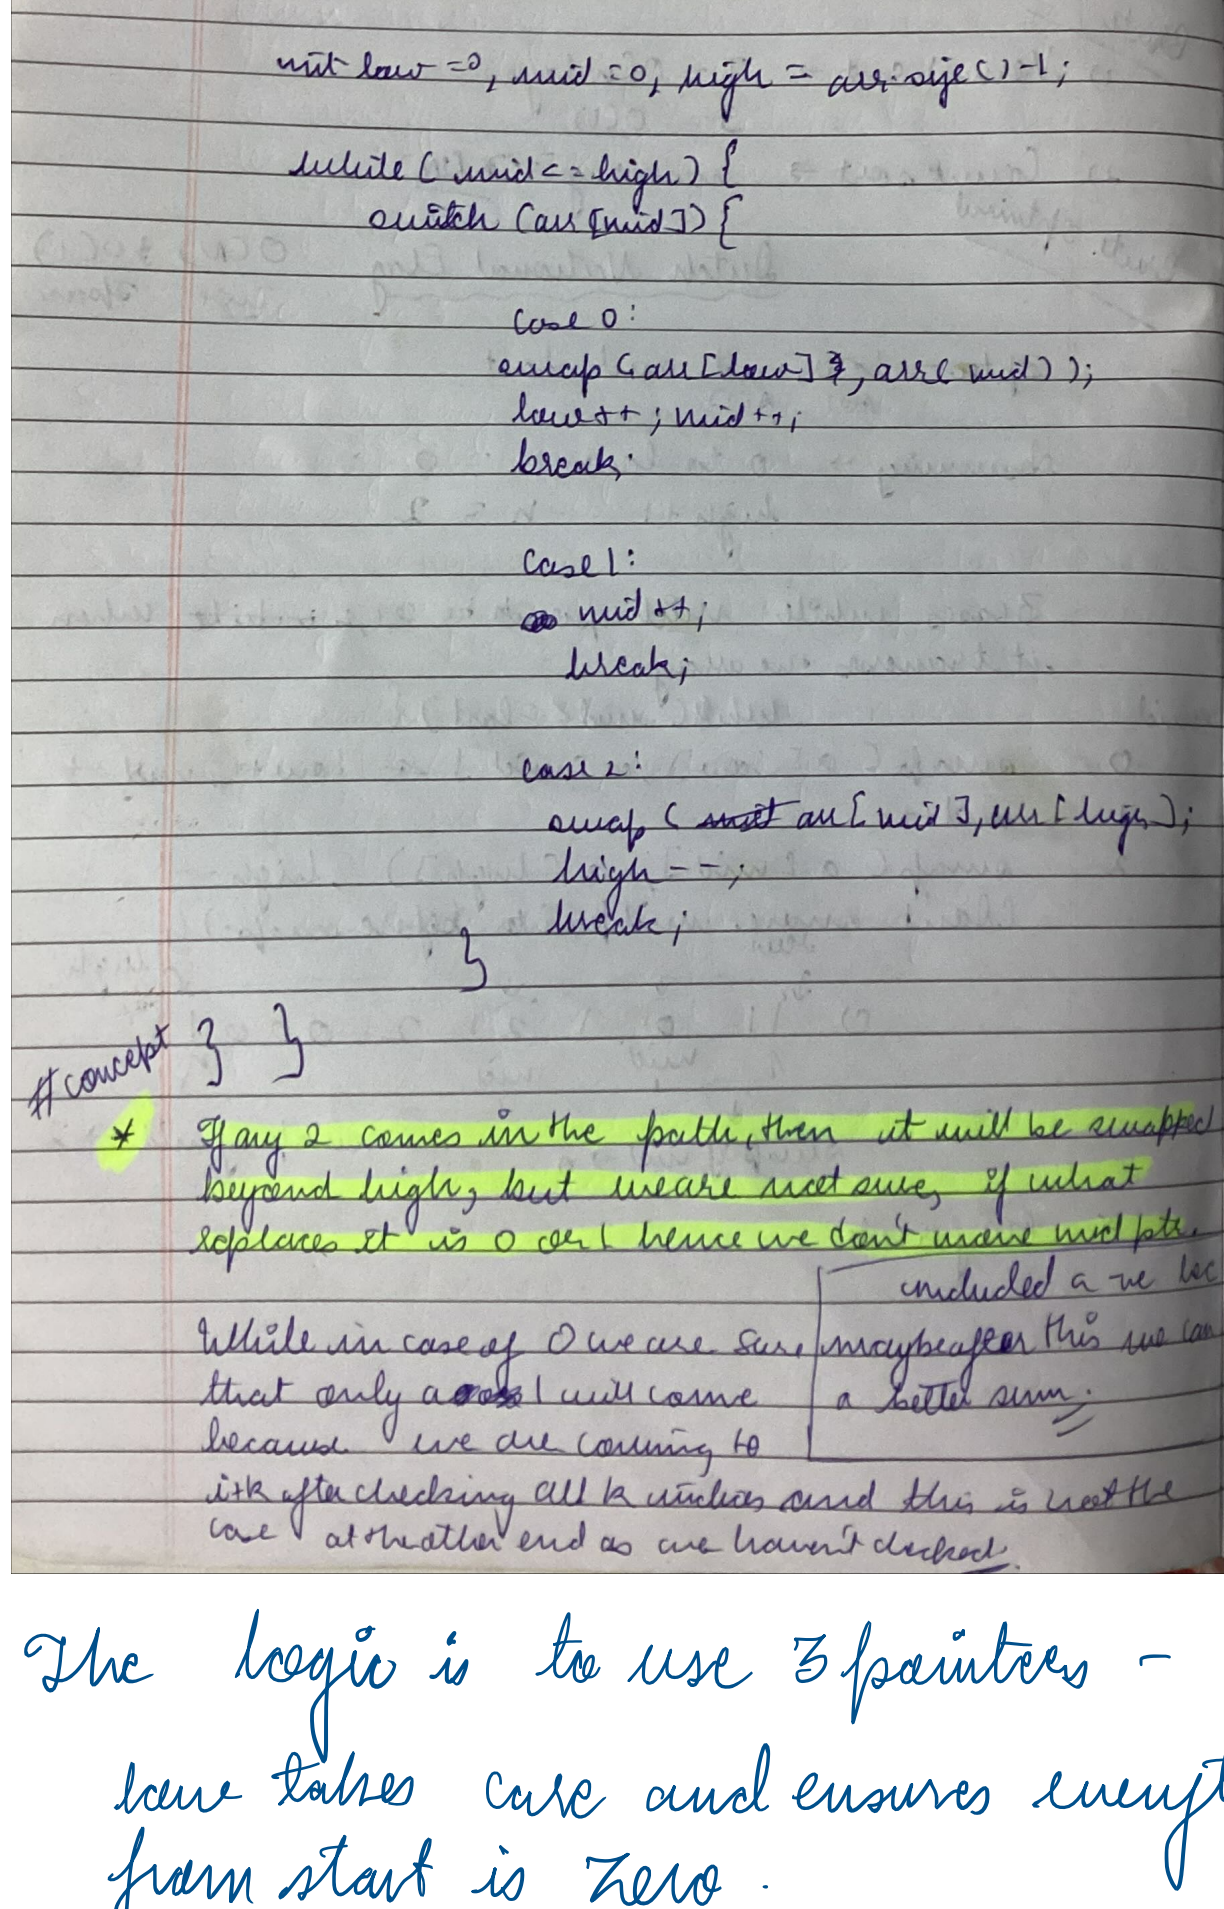 int low =0, mid =0, high = arr.size()-1;
while (mid<=high) {
switch (arr[mid]) {
case 0:
swap (arr[low], arr(mid));
low++; mid++;
break;
case 1:
mid++;
break;
case 2:
swap ( arr[mid], arr[high];
high--;
break;
}
#concept } }
* If any 2 comes in the path, then it will be swapped
beyond high, but we are not sure, if what
replaces it is 0 or 1 hence we don't move mid ptr.
included a -ve
While in case of 0 we are sure maybe after this we can
that only a 1 will come a better sum.
because we are coming to
i+k after checking all k indices and this is not the
case at the other end as we haven't checked.
The logic is to use 3 pointers -
low takes care and ensures everyt
from start is zero.